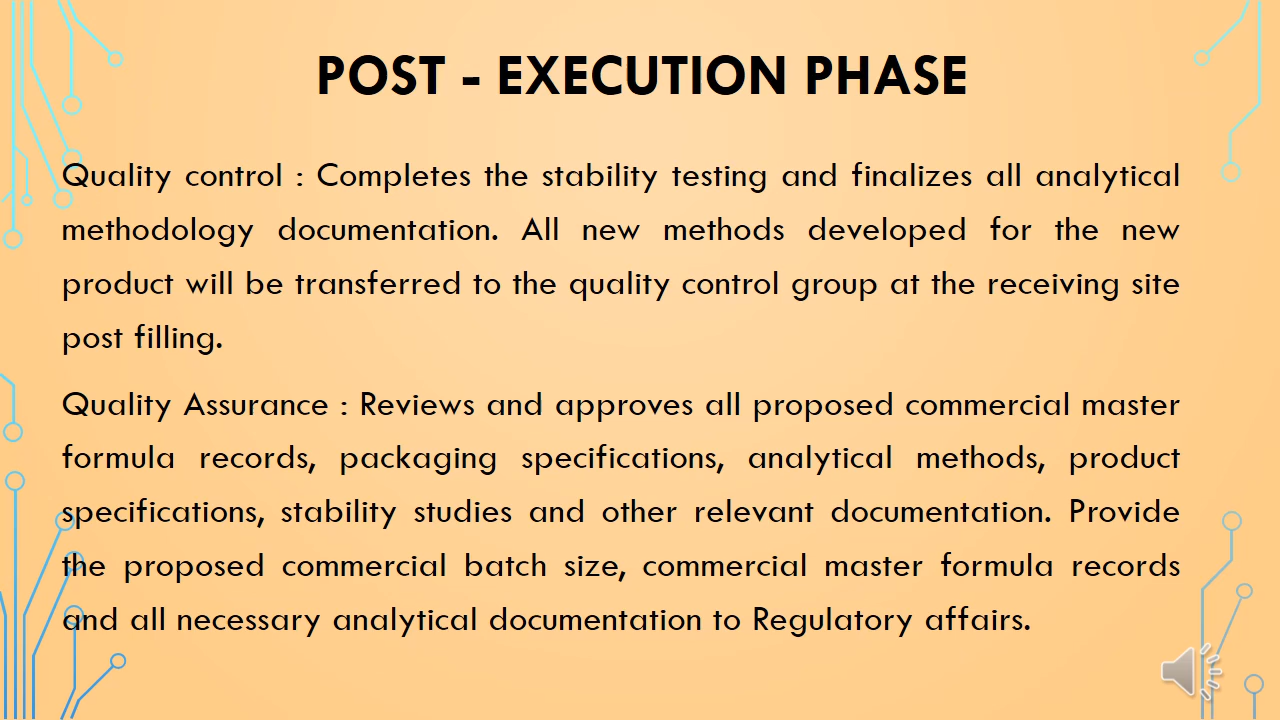 POST - EXECUTION PHASE
Quality control : Completes the stability testing and finalizes all analytical
methodology documentation. All new methods developed for the new
product will be transferred to the quality control group at the receiving site
post filling.
Quality Assurance : Reviews and approves all proposed commercial master
formula records, packaging specifications, analytical methods, product
specifications, stability studies and other relevant documentation. Provide
the proposed commercial batch size, commercial master formula records
and all necessary analytical documentation to Regulatory affairs.